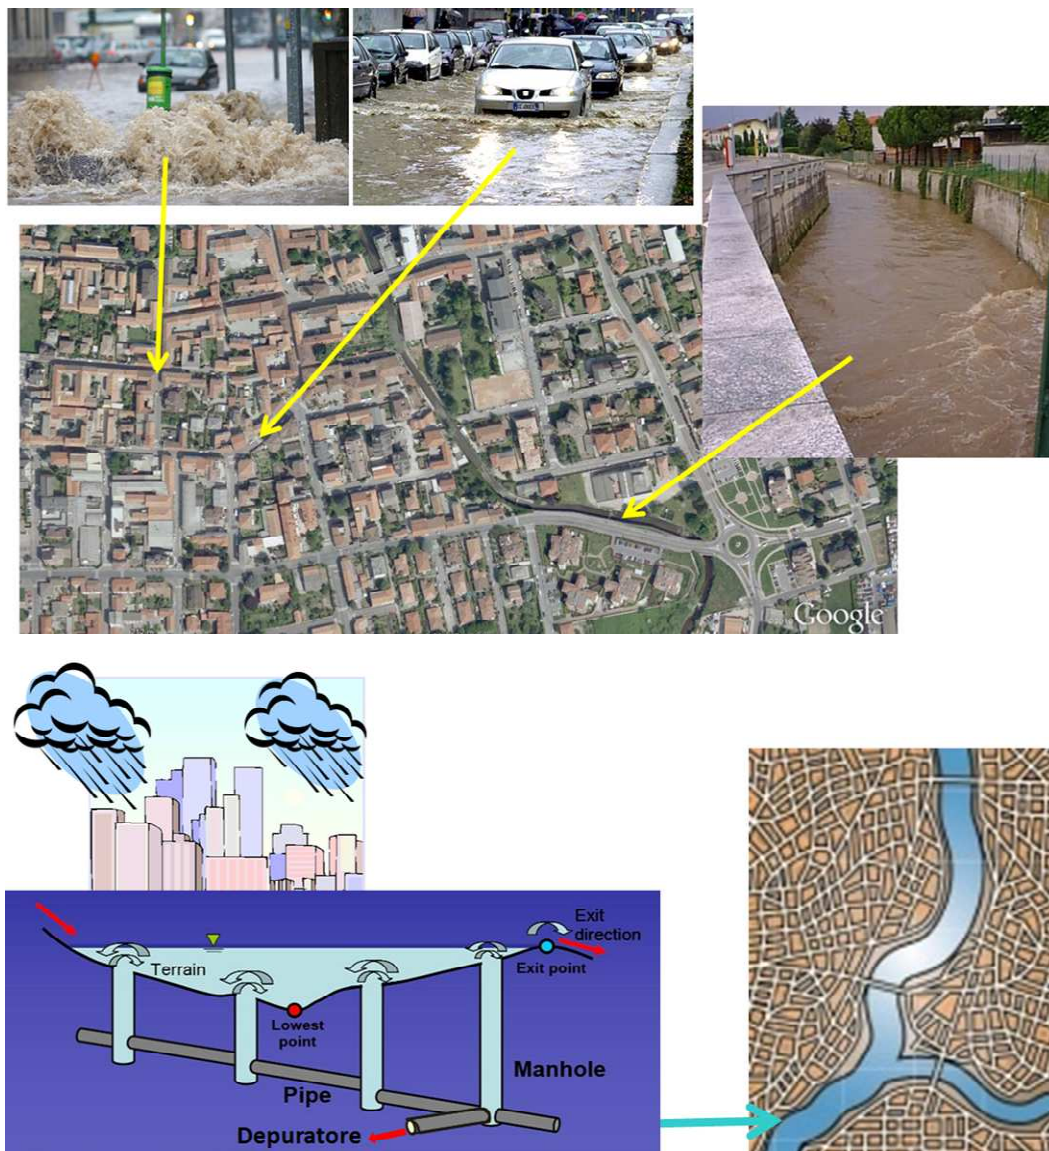 Google
Exit
direction
Terrain
Exit point
Lowest
point
Manhole
Pipe
Depuratore